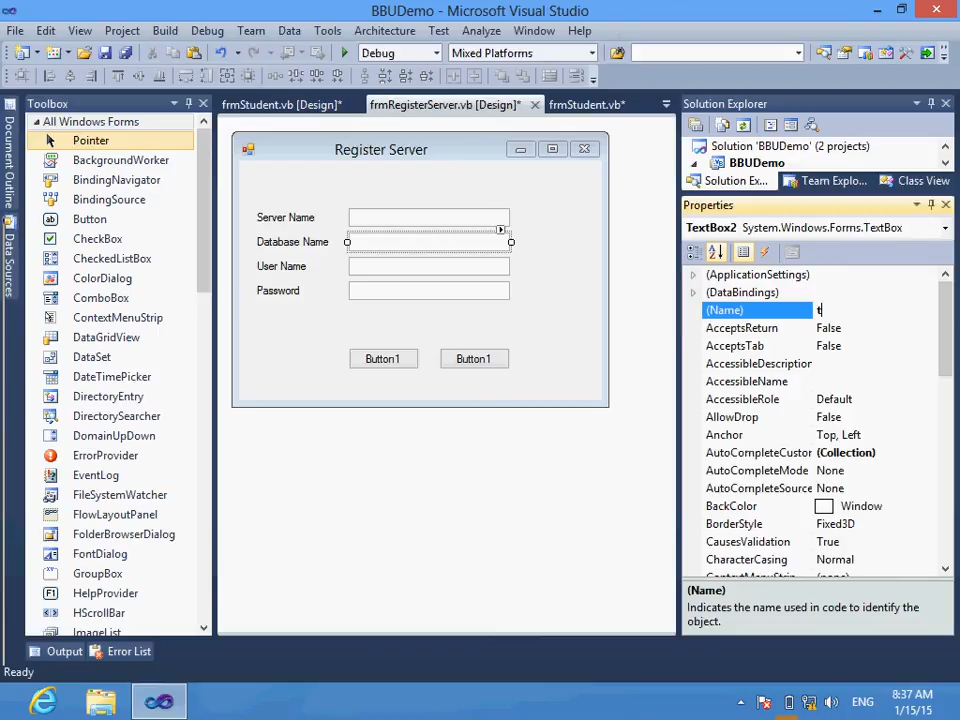 BBUDemo - Microsoft Visual Studio
File Edit View Project Build Debug Team Data Tools Architecture Test Analyze Window Help
Debug Mixed Platforms
Toolbox
frmStudent.vb [Design]* frmRegisterServer.vb [Design]* frmStudent.vb*
Solution Explorer
Document Outline
Data Sources
All Windows Forms
Pointer
BackgroundWorker
BindingNavigator
BindingSource
Button
CheckBox
CheckedListBox
ColorDialog
ComboBox
ContextMenuStrip
DataGridView
DataSet
DateTimePicker
DirectoryEntry
DirectorySearcher
DomainUpDown
ErrorProvider
EventLog
FileSystemWatcher
FlowLayoutPanel
FolderBrowserDialog
FontDialog
GroupBox
HelpProvider
HScrollBar
ImageList
Register Server
Server Name
Database Name
User Name
Password
Button1 Button1
Solution 'BBUDemo' (2 projects)
BBUDemo
Solution Ex... Team Explo... Class View
Properties
TextBox2 System.Windows.Forms.TextBox
(ApplicationSettings)
(DataBindings)
(Name) t
AcceptsReturn False
AcceptsTab False
AccessibleDescription
AccessibleName
AccessibleRole Default
AllowDrop False
Anchor Top, Left
AutoCompleteCustor (Collection)
AutoCompleteMode None
AutoCompleteSource None
BackColor Window
BorderStyle Fixed3D
CausesValidation True
CharacterCasing Normal
ContextMenuStrip (none)
(Name)
Indicates the name used in code to identify the
object.
Output Error List
Ready
ENG
8:37 AM
1/15/15